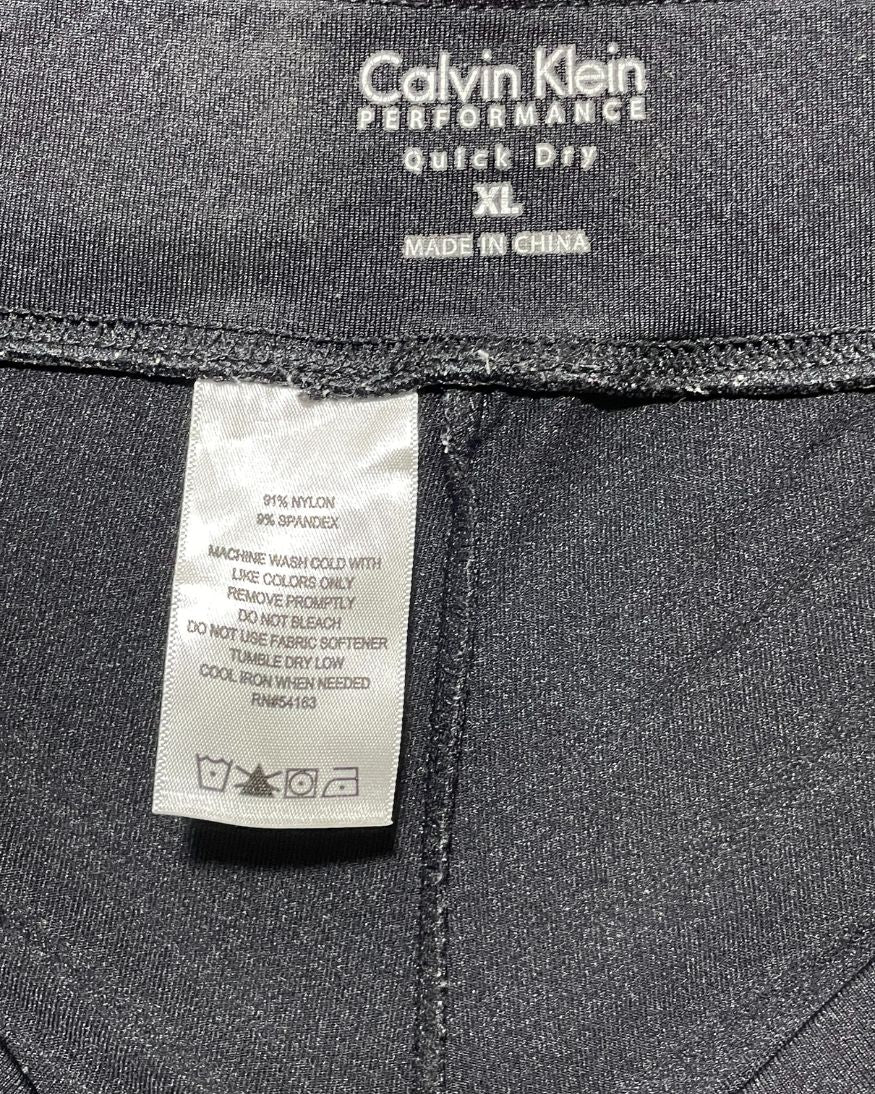 Calvin Klein
PERFORMANCE
Quick Dry
XL
MADE IN CHINA
91% NYLON
9% SPANDEX
MACHINE WASH COLD WITH
LIKE COLORS ONLY
REMOVE PROMPTLY
DO NOT BLEACH
DO NOT USE FABRIC SOFTENER
TUMBLE DRY LOW
COOL IRON WHEN NEEDED
RN#54163